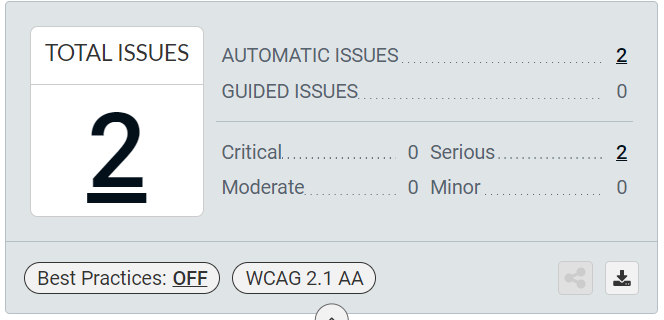 TOTAL ISSUES
2
AUTOMATIC ISSUES 2
GUIDED ISSUES 0
Critical 0 Serious 2
Moderate 0 Minor 0
Best Practices: OFF WCAG 2.1 AA